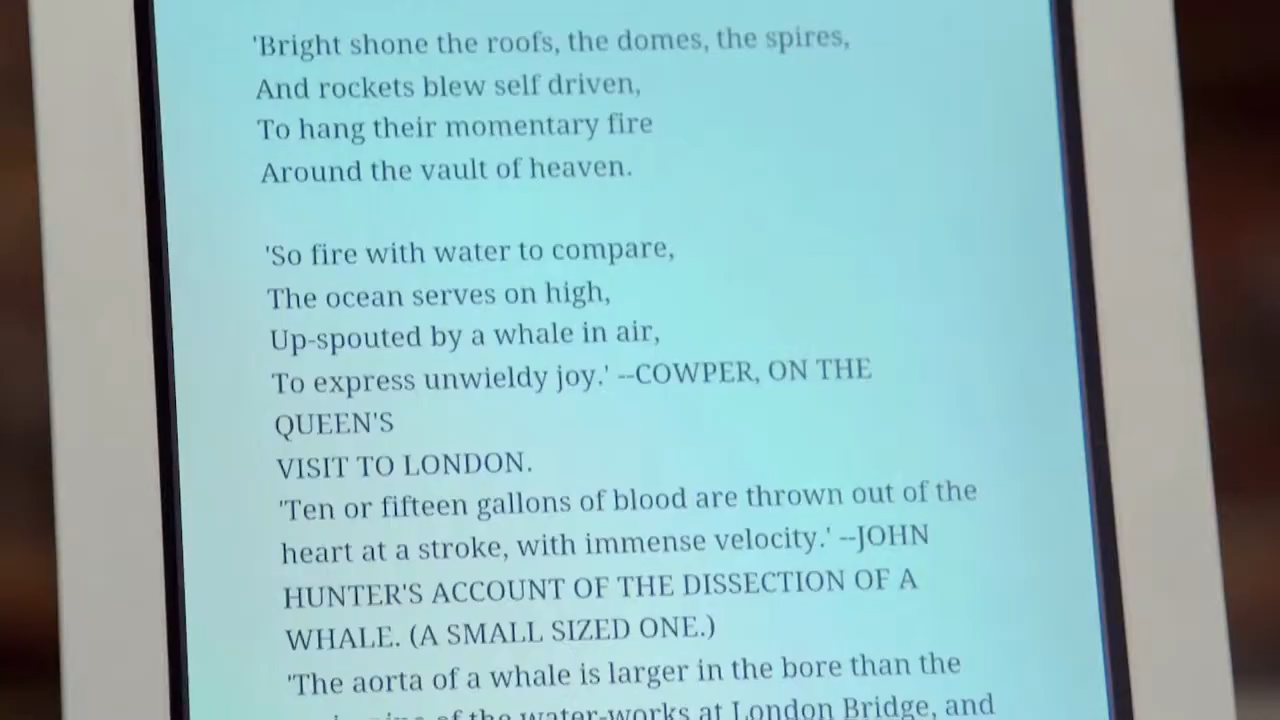 'Bright shone the roofs, the domes, the spires,
And rockets blew self driven,
To hang their momentary fire
Around the vault of heaven.
'So fire with water to compare,
The ocean serves on high,
Up-spouted by a whale in air,
To express unwieldy joy.' --COWPER, ON THE
QUEEN'S
VISIT TO LONDON.
'Ten or fifteen gallons of blood are thrown out of the
heart at a stroke, with immense velocity.' --JOHN
HUNTER'S ACCOUNT OF THE DISSECTION OF A
WHALE. (A SMALL SIZED ONE.)
'The aorta of a whale is larger in the bore than the
of the water-works at London Bridge, and